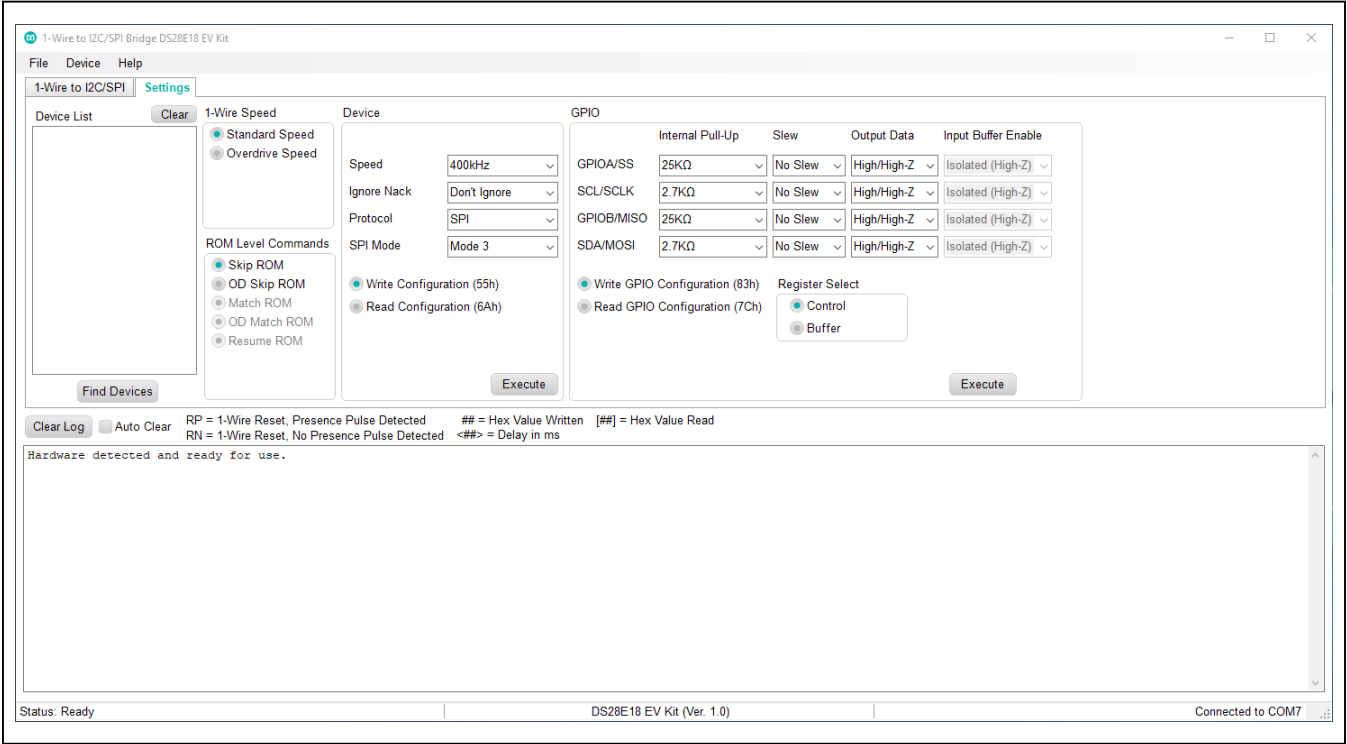 1-Wire to I2C/SPI Bridge DS28E18 EV Kit
File Device Help
1-Wire to I2C/SPI Settings
Device List Clear
Find Devices
1-Wire Speed
Standard Speed
Overdrive Speed
ROM Level Commands
Skip ROM
OD Skip ROM
Match ROM
OD Match ROM
Resume ROM
Device
Speed 400kHz
Ignore Nack Don't Ignore
Protocol SPI
SPI Mode Mode 3
Write Configuration (55h)
Read Configuration (6Ah)
Execute
GPIO
Internal Pull-Up Slew Output Data Input Buffer Enable
GPIOA/SS 25KΩ No Slew High/High-Z Isolated (High-Z)
SCL/SCLK 2.7KΩ No Slew High/High-Z Isolated (High-Z)
GPIOB/MISO 25KΩ No Slew High/High-Z Isolated (High-Z)
SDA/MOSI 2.7KΩ No Slew High/High-Z Isolated (High-Z)
Write GPIO Configuration (83h)
Read GPIO Configuration (7Ch)
Register Select
Control
Buffer
Execute
Clear Log Auto Clear
RP = 1-Wire Reset, Presence Pulse Detected ## = Hex Value Written [##] = Hex Value Read
RN = 1-Wire Reset, No Presence Pulse Detected <##> = Delay in ms
Hardware detected and ready for use.
Status: Ready DS28E18 EV Kit (Ver. 1.0) Connected to COM7